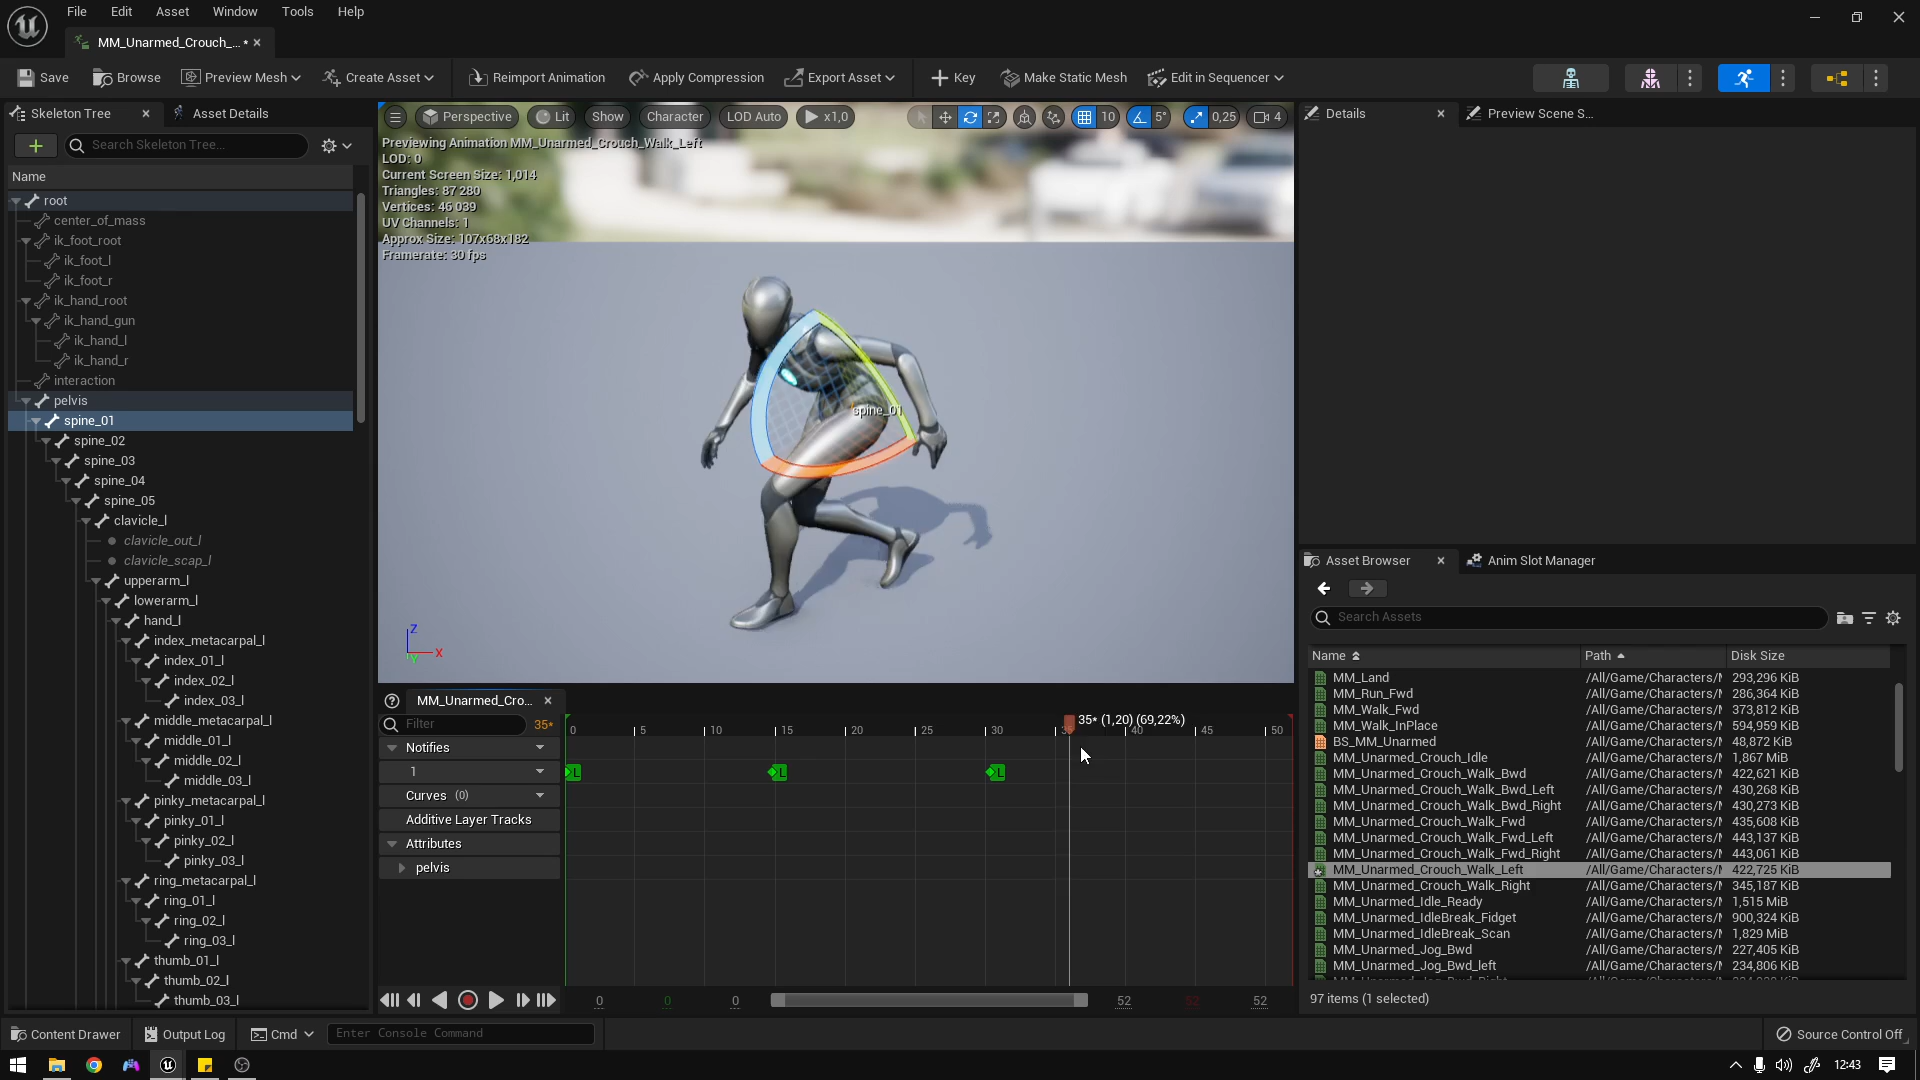 File Edit Asset Window Tools Help
MM_Unarmed_Crouch_... *
Save Browse Preview Mesh Create Asset Reimport Animation Apply Compression Export Asset Key Make Static Mesh Edit in Sequencer
Skeleton Tree Asset Details
Search Skeleton Tree...
Name
root
center_of_mass
ik_foot_root
ik_foot_l
ik_foot_r
ik_hand_root
ik_hand_gun
ik_hand_l
ik_hand_r
interaction
pelvis
spine_01
spine_02
spine_03
spine_04
spine_05
clavicle_l
clavicle_out_l
clavicle_scap_l
upperarm_l
lowerarm_l
hand_l
index_metacarpal_l
index_01_l
index_02_l
index_03_l
middle_metacarpal_l
middle_01_l
middle_02_l
middle_03_l
pinky_metacarpal_l
pinky_01_l
pinky_02_l
pinky_03_l
ring_metacarpal_l
ring_01_l
ring_02_l
ring_03_l
thumb_01_l
thumb_02_l
thumb_03_l
Perspective Lit Show Character LOD Auto x1,0 10 5° 0,25 4
Previewing Animation MM_Unarmed_Crouch_Walk_Left
LOD: 0
Current Screen Size: 1,014
Triangles: 87 280
Vertices: 46 039
UV Channels: 1
Approx Size: 107x68x182
Framerate: 30 fps
spine_01
Z
X
Y
MM_Unarmed_Cro...
Filter 35*
35* (1,20) (69,22%)
0 5 10 15 20 25 30 35 40 45 50
Notifies
1 L L L
Curves (0)
Additive Layer Tracks
Attributes
pelvis
0 0 0 52 52 52
Details Preview Scene S...
Asset Browser Anim Slot Manager
Search Assets
Name Path Disk Size
MM_Land /All/Game/Characters/ 293,296 KiB
MM_Run_Fwd /All/Game/Characters/ 286,364 KiB
MM_Walk_Fwd /All/Game/Characters/ 373,812 KiB
MM_Walk_InPlace /All/Game/Characters/ 594,959 KiB
BS_MM_Unarmed /All/Game/Characters/ 48,872 KiB
MM_Unarmed_Crouch_Idle /All/Game/Characters/ 1,867 MiB
MM_Unarmed_Crouch_Walk_Bwd /All/Game/Characters/ 422,621 KiB
MM_Unarmed_Crouch_Walk_Bwd_Left /All/Game/Characters/ 430,268 KiB
MM_Unarmed_Crouch_Walk_Bwd_Right /All/Game/Characters/ 430,273 KiB
MM_Unarmed_Crouch_Walk_Fwd /All/Game/Characters/ 435,608 KiB
MM_Unarmed_Crouch_Walk_Fwd_Left /All/Game/Characters/ 443,137 KiB
MM_Unarmed_Crouch_Walk_Fwd_Right /All/Game/Characters/ 443,061 KiB
MM_Unarmed_Crouch_Walk_Left /All/Game/Characters/ 422,725 KiB
MM_Unarmed_Crouch_Walk_Right /All/Game/Characters/ 345,187 KiB
MM_Unarmed_Idle_Ready /All/Game/Characters/ 1,515 MiB
MM_Unarmed_IdleBreak_Fidget /All/Game/Characters/ 900,324 KiB
MM_Unarmed_IdleBreak_Scan /All/Game/Characters/ 1,829 MiB
MM_Unarmed_Jog_Bwd /All/Game/Characters/ 227,405 KiB
MM_Unarmed_Jog_Bwd_left /All/Game/Characters/ 234,806 KiB
97 items (1 selected)
Content Drawer Output Log Cmd Enter Console Command Source Control Off
12:43